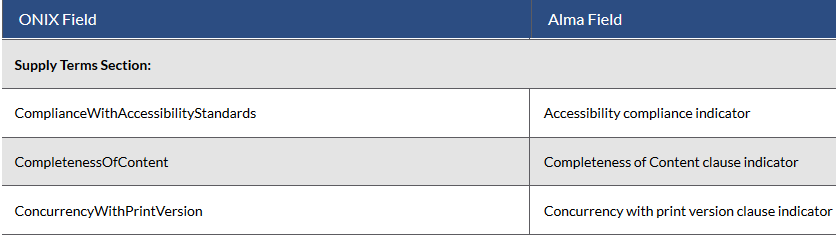 ONIX Field Alma Field
Supply Terms Section:
ComplianceWithAccessibilityStandards Accessibility compliance indicator
CompletenessOfContent Completeness of Content clause indicator
ConcurrencyWithPrintVersion Concurrency with print version clause indicator